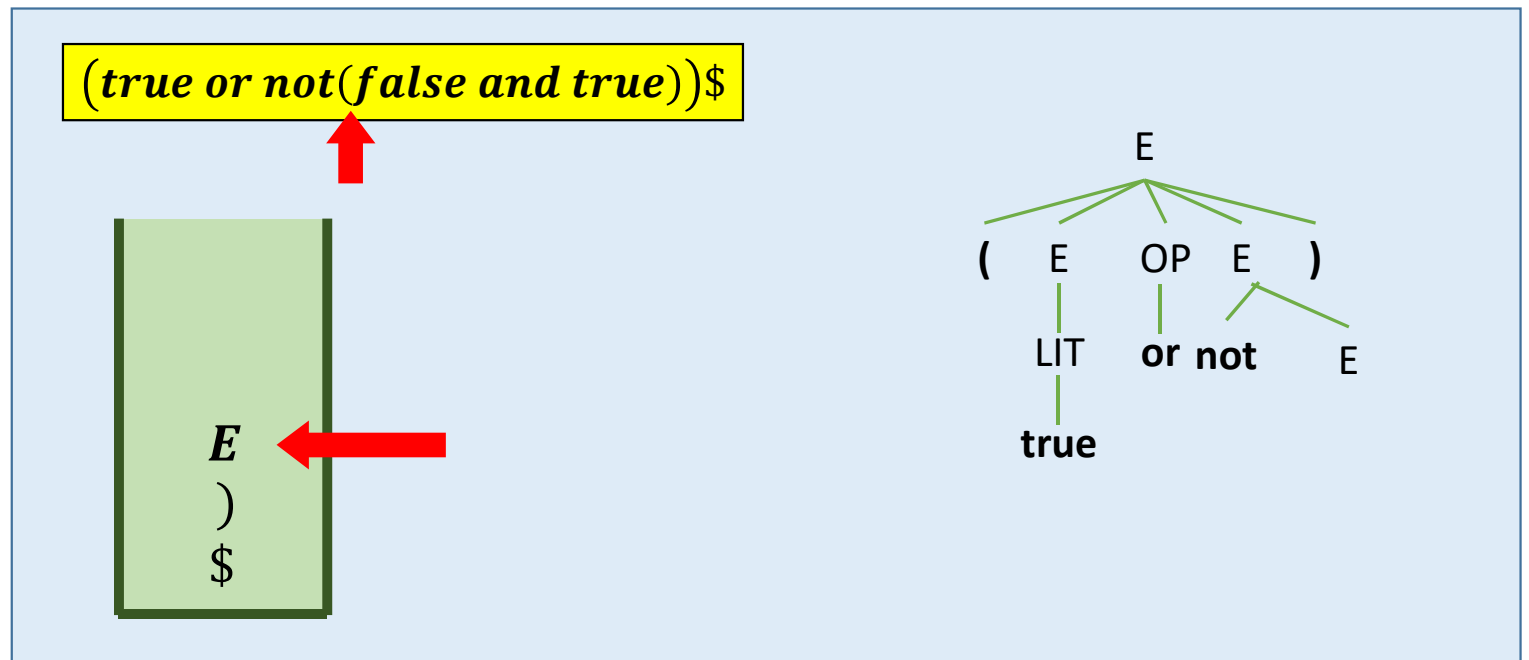 (true or not(false and true))$
E
( E OP E )
LIT or not E
true
E
)
$